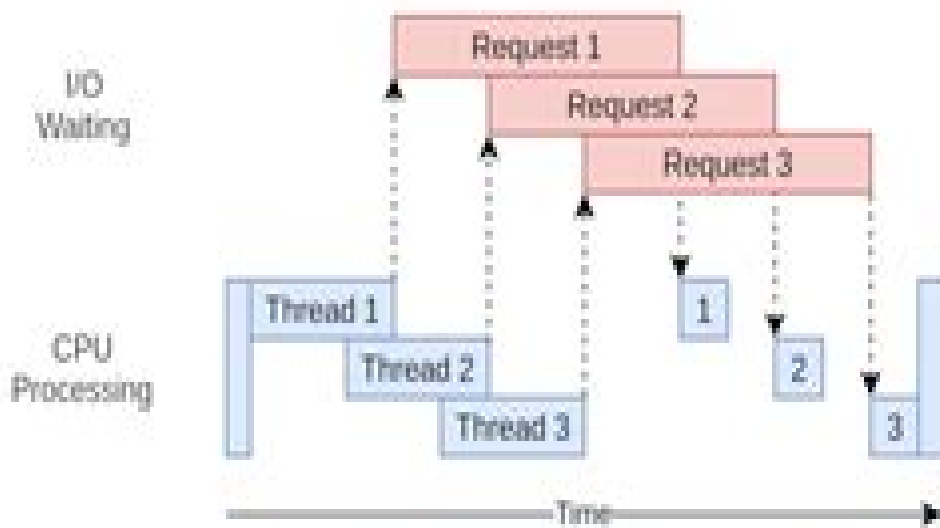 I/O
Waiting
Request 1
Request 2
Request 3
CPU
Processing
Thread 1
Thread 2
Thread 3
1
2
3
Time